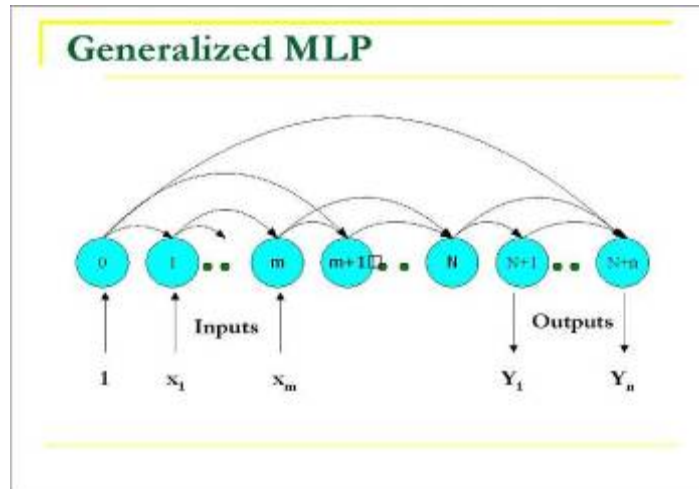 Generalized MLP
0 1 m m+1 N N+1 N+n
Inputs Outputs
1 x1 xm Y1 Yn